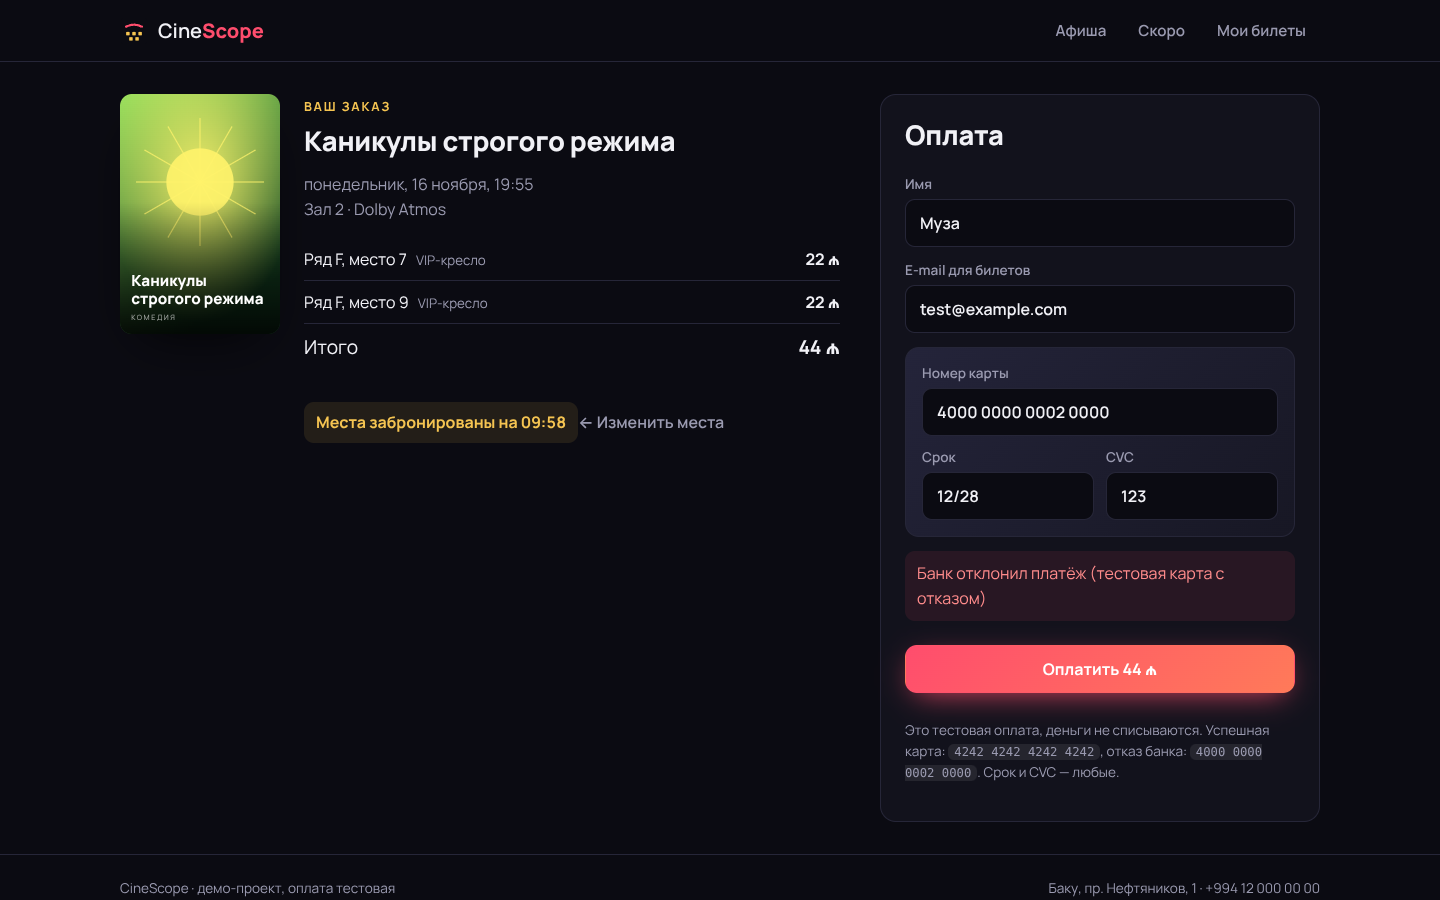 CineScope
Афиша
Скоро
Мои билеты
Каникулы
строгого режима
КОМЕДИЯ
ВАШ ЗАКАЗ
Каникулы строгого режима
понедельник, 16 ноября, 19:55
Зал 2 · Dolby Atmos
Ряд F, место 7 VIP-кресло 22 ₼
Ряд F, место 9 VIP-кресло 22 ₼
Итого 44 ₼
Места забронированы на 09:58
← Изменить места
Оплата
Имя
Муза
E-mail для билетов
test@example.com
Номер карты
4000 0000 0002 0000
Срок
12/28
CVC
123
Банк отклонил платёж (тестовая карта с
отказом)
Оплатить 44 ₼
Это тестовая оплата, деньги не списываются. Успешная
карта: 4242 4242 4242 4242, отказ банка: 4000 0000
0002 0000. Срок и CVC — любые.
CineScope · демо-проект, оплата тестовая
Баку, пр. Нефтяников, 1 · +994 12 000 00 00